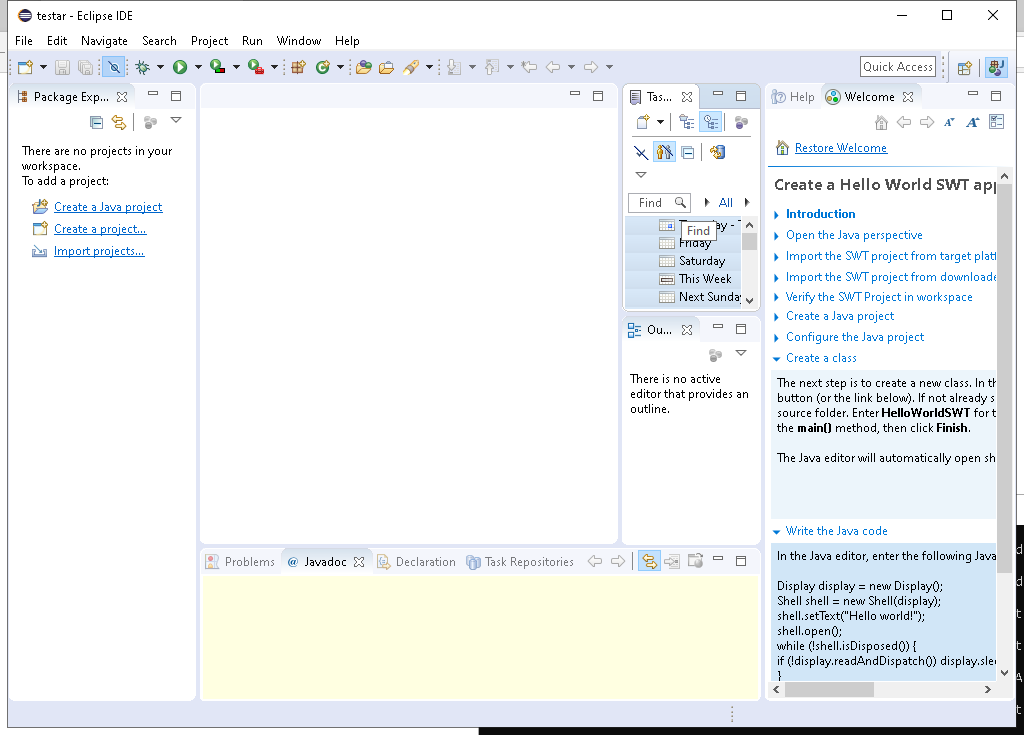 testar - Eclipse IDE
File Edit Navigate Search Project Run Window Help
Quick Access
Package Exp...
There are no projects in your
workspace.
To add a project:
Create a Java project
Create a project...
Import projects...
Tas...
Find
All
Find
Friday
Saturday
This Week
Next Sunday
Ou...
There is no active
editor that provides an
outline.
Problems
@ Javadoc
Declaration
Task Repositories
Help
Welcome
Restore Welcome
Create a Hello World SWT app
Introduction
Open the Java perspective
Import the SWT project from target platf
Import the SWT project from downloade
Verify the SWT Project in workspace
Create a Java project
Configure the Java project
Create a class
The next step is to create a new class. In th
button (or the link below). If not already s
source folder. Enter HelloWorldSWT for t
the main() method, then click Finish.
The Java editor will automatically open sh
Write the Java code
In the Java editor, enter the following Java
Display display = new Display();
Shell shell = new Shell(display);
shell.setText("Hello world!");
shell.open();
while (!shell.isDisposed()) {
if (!display.readAndDispatch()) display.slee
}